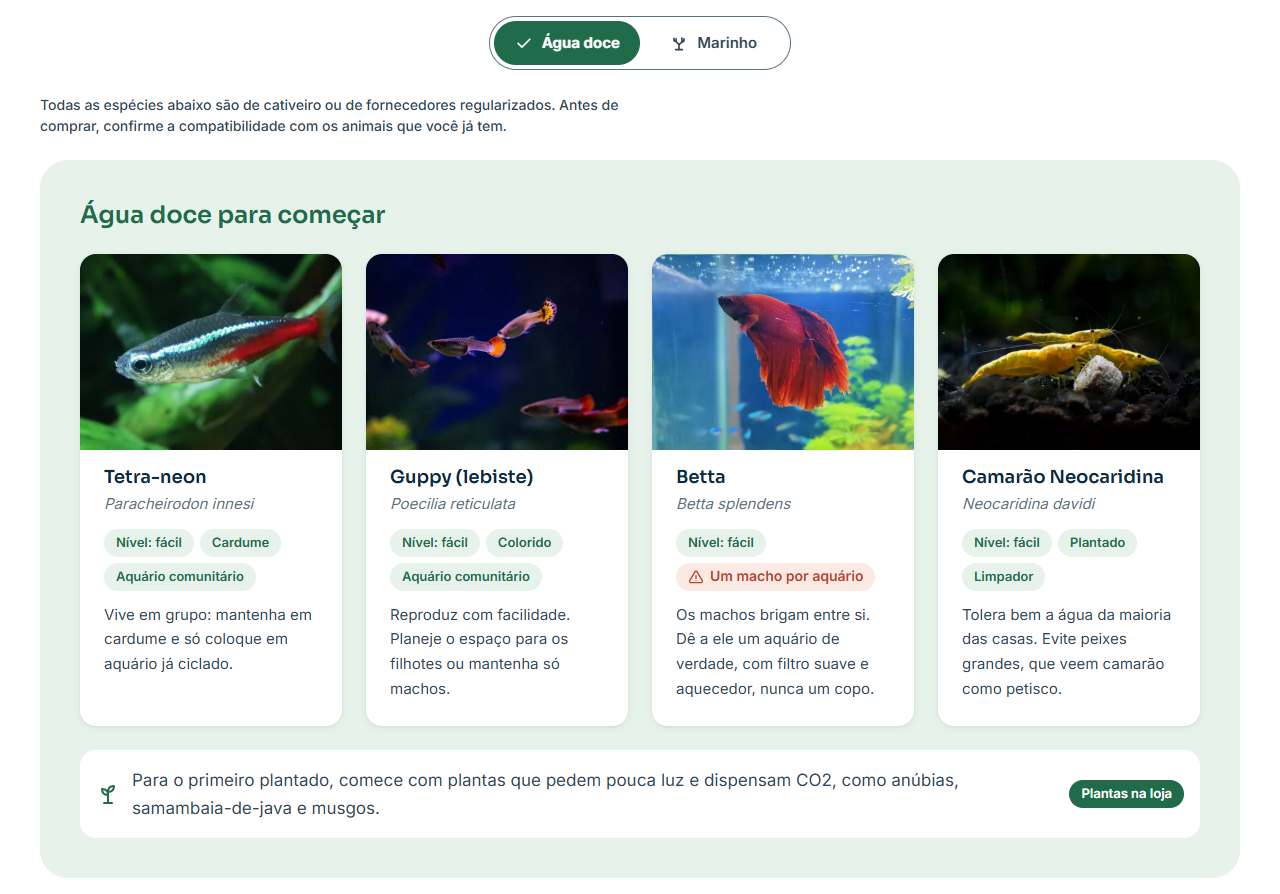 Água doce
Marinho
Todas as espécies abaixo são de cativeiro ou de fornecedores regularizados. Antes de
comprar, confirme a compatibilidade com os animais que você já tem.
Água doce para começar
Tetra-neon
Paracheirodon innesi
Nível: fácil
Cardume
Aquário comunitário
Vive em grupo: mantenha em
cardume e só coloque em
aquário já ciclado.
Guppy (lebiste)
Poecilia reticulata
Nível: fácil
Colorido
Aquário comunitário
Reproduz com facilidade.
Planeje o espaço para os
filhotes ou mantenha só
machos.
Betta
Betta splendens
Nível: fácil
Um macho por aquário
Os machos brigam entre si.
Dê a ele um aquário de
verdade, com filtro suave e
aquecedor, nunca um copo.
Camarão Neocaridina
Neocaridina davidi
Nível: fácil
Plantado
Limpador
Tolera bem a água da maioria
das casas. Evite peixes
grandes, que veem camarão
como petisco.
Para o primeiro plantado, comece com plantas que pedem pouca luz e dispensam CO2, como anúbias,
samambaia-de-java e musgos.
Plantas na loja